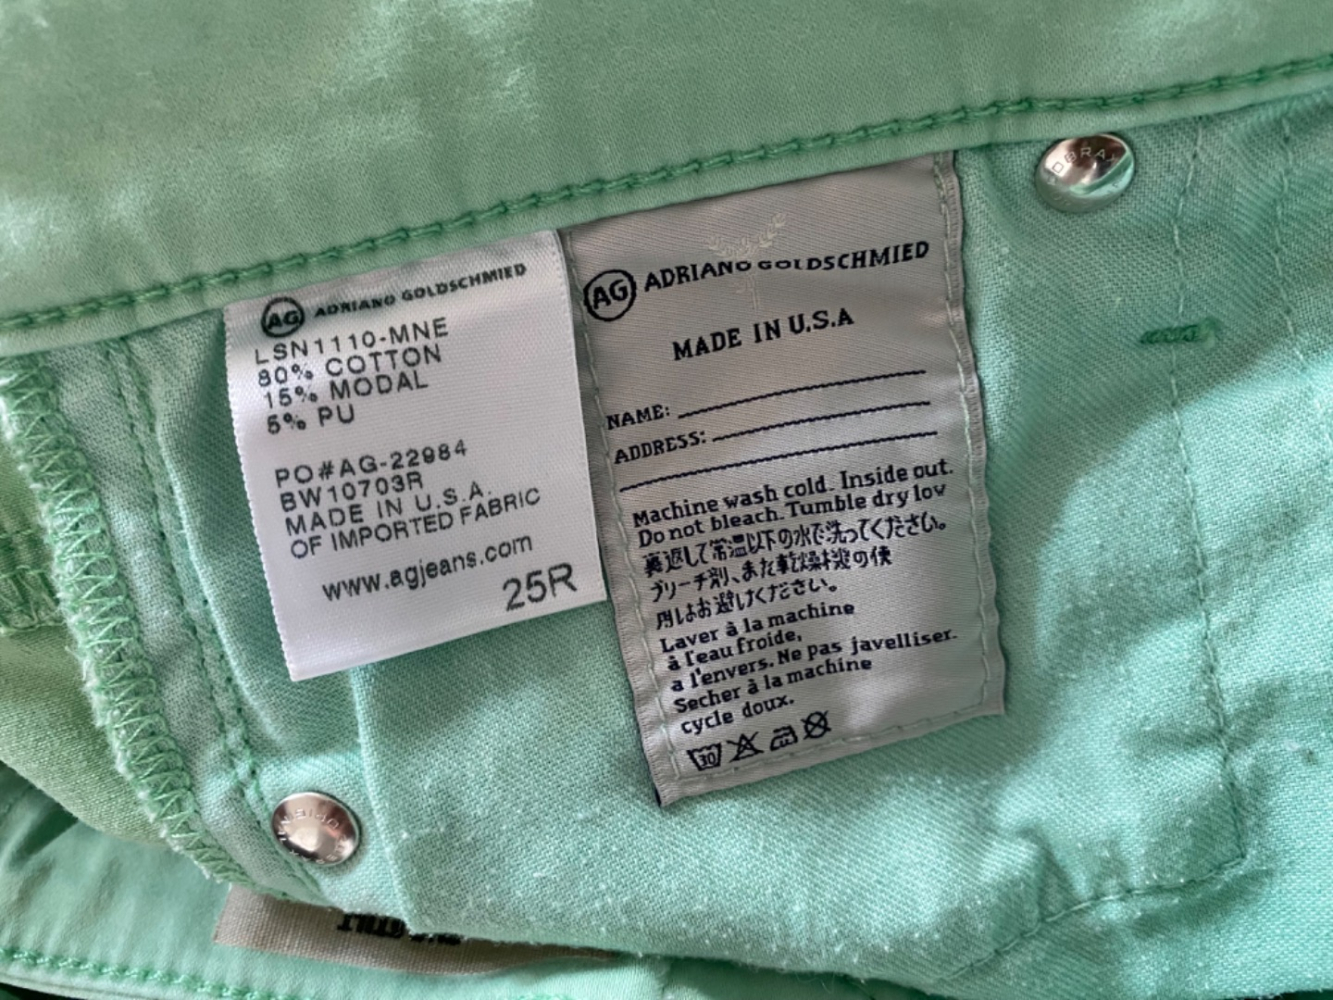 AG ADRIANO GOLDSCHMIED
LSN1110-MNE
80% COTTON
15% MODAL
5% PU
PO#AG-22984
BW10703R
MADE IN U.S.A.
OF IMPORTED FABRIC
www.agjeans.com
25R
AG ADRIANO GOLDSCHMIED
MADE IN U.S.A
NAME:
ADDRESS:
Machine wash cold. Inside out.
Do not bleach. Tumble dry low
裏返して常温以下の水で洗ってください。
ブリーチ剤、また乾燥機の使
用はお避けください。
Laver à la machine
à l'eau froide,
a l'envers. Ne pas javelliser.
Secher à la machine
cycle doux.
30